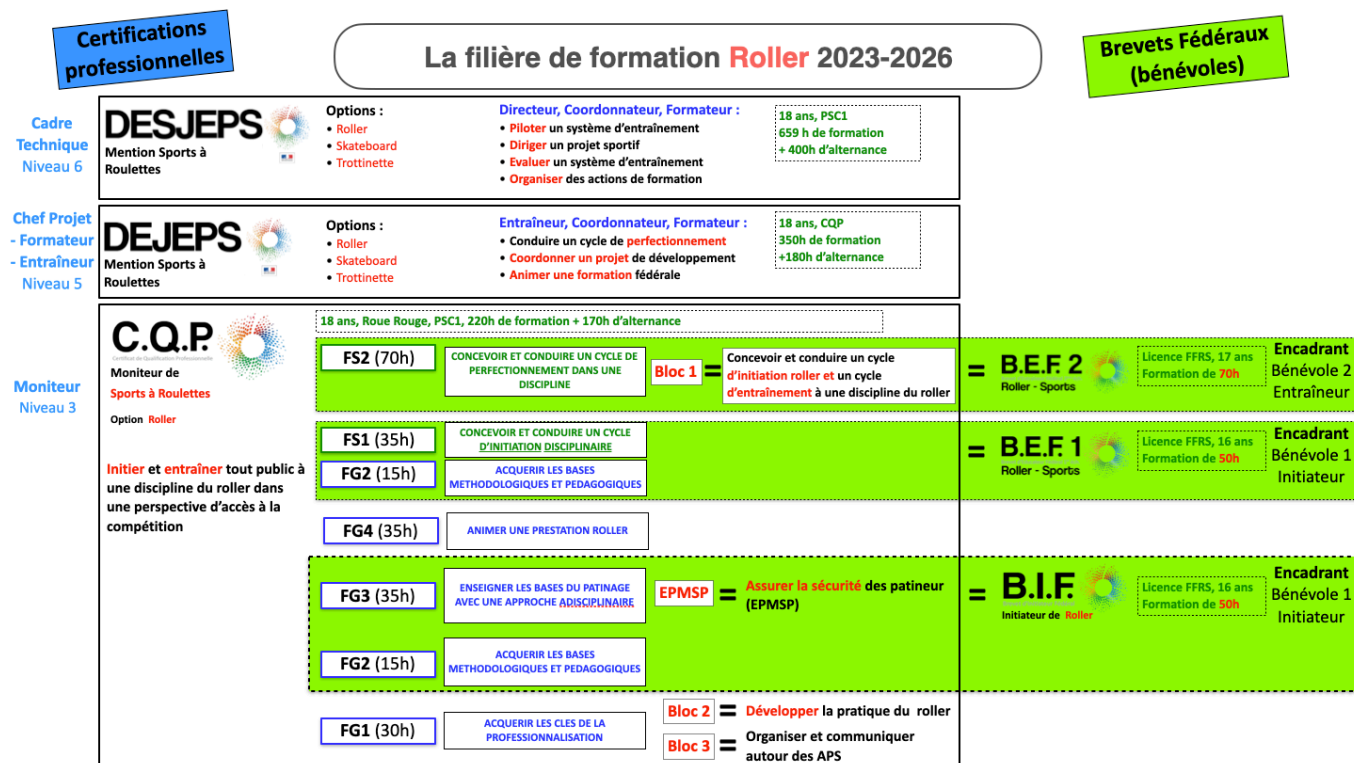 Certifications
professionnelles
La filière de formation Roller 2023-2026
Brevets Fédéraux
(bénévoles)
Cadre
Technique
Niveau 6
DESJEPS
Mention Sports à
Roulettes
Options :
• Roller
• Skateboard
• Trottinette
Directeur, Coordonnateur, Formateur :
• Piloter un système d'entraînement
• Diriger un projet sportif
• Evaluer un système d'entraînement
• Organiser des actions de formation
18 ans, PSC1
659 h de formation
+ 400h d'alternance
Chef Projet
- Formateur
- Entraîneur
Niveau 5
DEJEPS
Mention Sports à
Roulettes
Options :
• Roller
• Skateboard
• Trottinette
Entraîneur, Coordonnateur, Formateur :
• Conduire un cycle de perfectionnement
• Coordonner un projet de développement
• Animer une formation fédérale
18 ans, CQP
350h de formation
+180h d'alternance
Moniteur
Niveau 3
C.Q.P.
Certificat de Qualification Professionnelle
Moniteur de
Sports à Roulettes
Option Roller
Initier et entraîner tout public à
une discipline du roller dans
une perspective d'accès à la
compétition
18 ans, Roue Rouge, PSC1, 220h de formation + 170h d'alternance
FS2 (70h)
CONCEVOIR ET CONDUIRE UN CYCLE DE
PERFECTIONNEMENT DANS UNE
DISCIPLINE
Bloc 1
=
Concevoir et conduire un cycle
d'initiation roller et un cycle
d'entraînement à une discipline du roller
=
B.E.F. 2
Roller - Sports
Licence FFRS, 17 ans
Formation de 70h
Encadrant
Bénévole 2
Entraîneur
FS1 (35h)
CONCEVOIR ET CONDUIRE UN CYCLE
D'INITIATION DISCIPLINAIRE
FG2 (15h)
ACQUERIR LES BASES
METHODOLOGIQUES ET PEDAGOGIQUES
=
B.E.F. 1
Roller - Sports
Licence FFRS, 16 ans
Formation de 50h
Encadrant
Bénévole 1
Initiateur
FG4 (35h)
ANIMER UNE PRESTATION ROLLER
FG3 (35h)
ENSEIGNER LES BASES DU PATINAGE
AVEC UNE APPROCHE ADISCIPLINAIRE
EPMSP
=
Assurer la sécurité des patineur
(EPMSP)
=
B.I.F.
Initiateur de Roller
Licence FFRS, 16 ans
Formation de 50h
Encadrant
Bénévole 1
Initiateur
FG2 (15h)
ACQUERIR LES BASES
METHODOLOGIQUES ET PEDAGOGIQUES
FG1 (30h)
ACQUERIR LES CLES DE LA
PROFESSIONNALISATION
Bloc 2
=
Développer la pratique du roller
Bloc 3
=
Organiser et communiquer
autour des APS